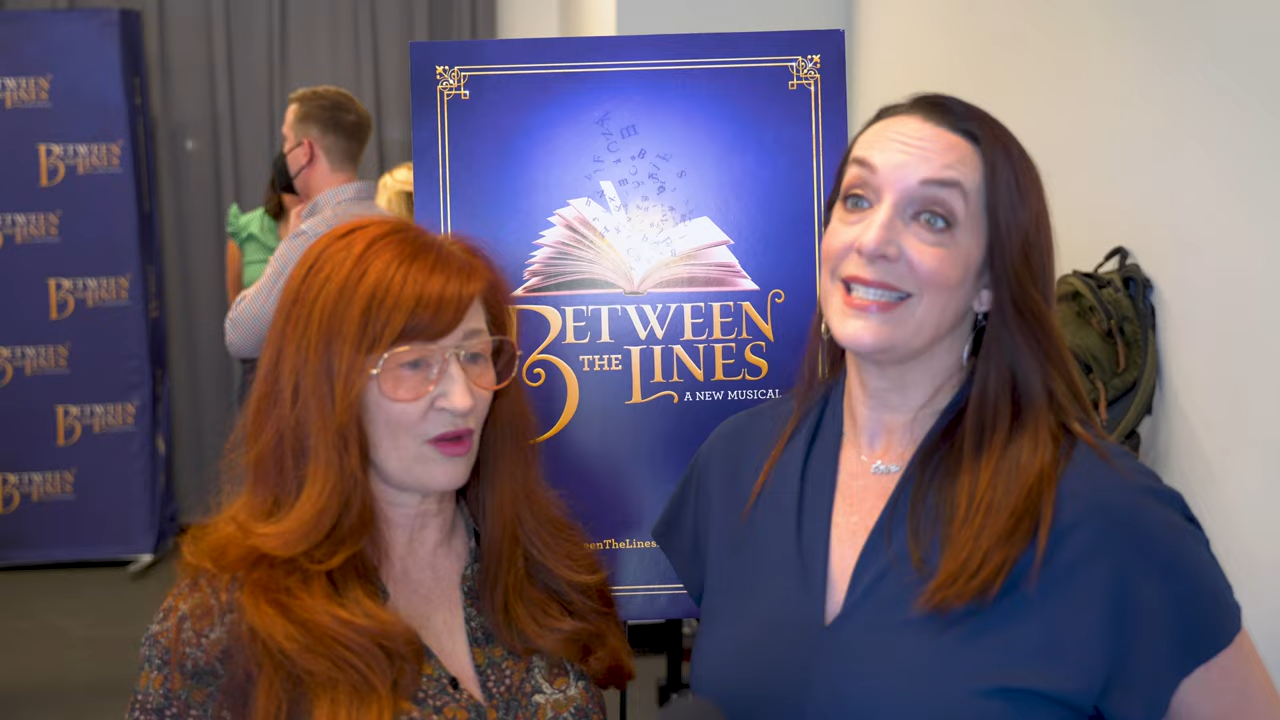 BETWEEN
THE LINES
A NEW MUSICAL
eenTheLines.
BETWEEN
THE LINES
BETWEEN
THE LINES
BETWEEN
THE LINES
BETWEEN
THE LINES
BETWEEN
THE LINES
BETWEEN
THE LINES